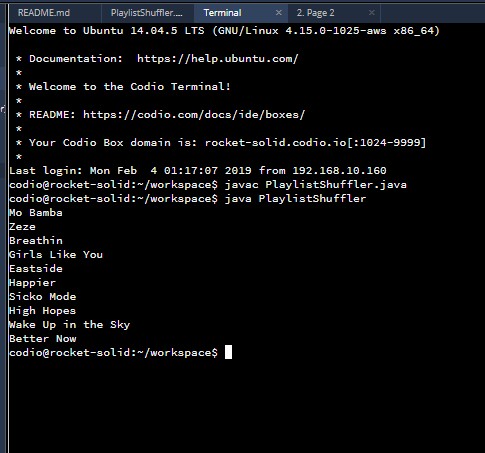 README.md PlaylistShuffler.... Terminal × 2. Page 2 ×
Welcome to Ubuntu 14.04.5 LTS (GNU/Linux 4.15.0-1025-aws x86_64)
* Documentation:  https://help.ubuntu.com/
*
* Welcome to the Codio Terminal!
*
* README: https://codio.com/docs/ide/boxes/
*
* Your Codio Box domain is: rocket-solid.codio.io[:1024-9999]
*
Last login: Mon Feb  4 01:17:07 2019 from 192.168.10.160
codio@rocket-solid:~/workspace$ javac PlaylistShuffler.java
codio@rocket-solid:~/workspace$ java PlaylistShuffler
Mo Bamba
Zeze
Breathin
Girls Like You
Eastside
Happier
Sicko Mode
High Hopes
Wake Up in the Sky
Better Now
codio@rocket-solid:~/workspace$